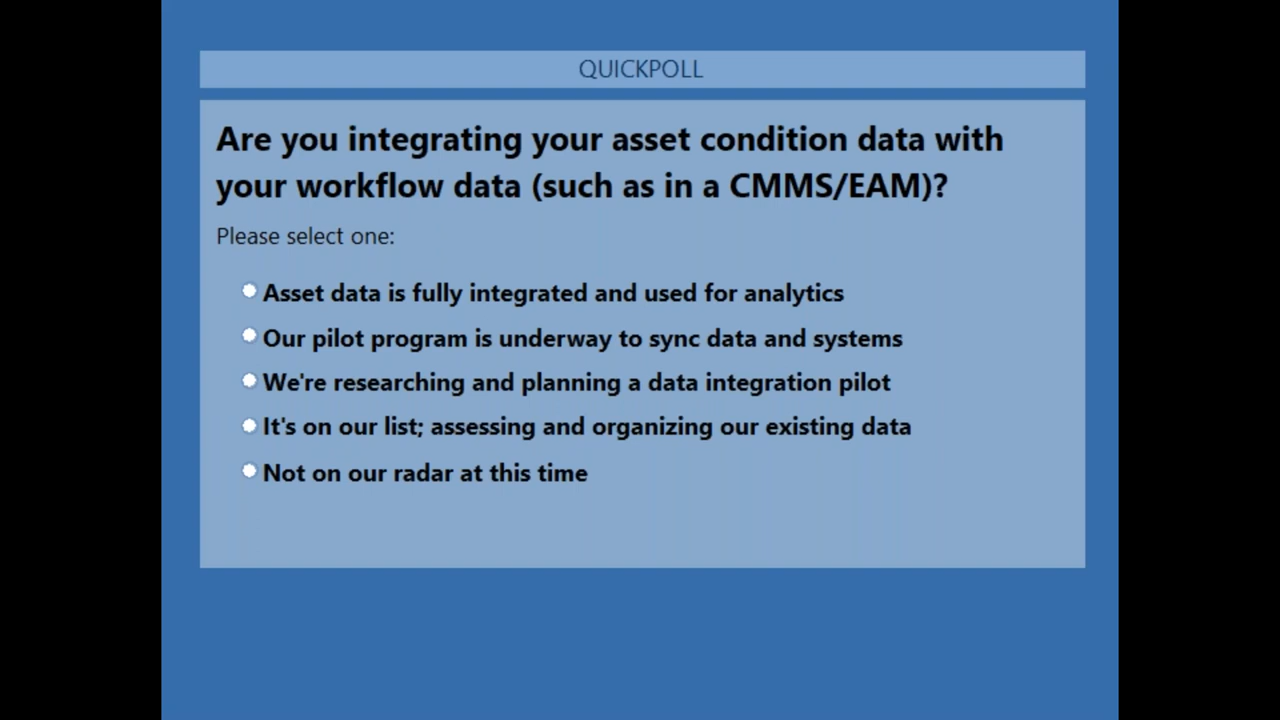 QUICKPOLL
Are you integrating your asset condition data with
your workflow data (such as in a CMMS/EAM)?
Please select one:
Asset data is fully integrated and used for analytics
Our pilot program is underway to sync data and systems
We're researching and planning a data integration pilot
It's on our list; assessing and organizing our existing data
Not on our radar at this time